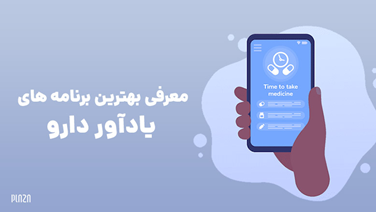 معرفی بهترین برنامه های
یادآور دارو
Time to take
medicine
PLAZA